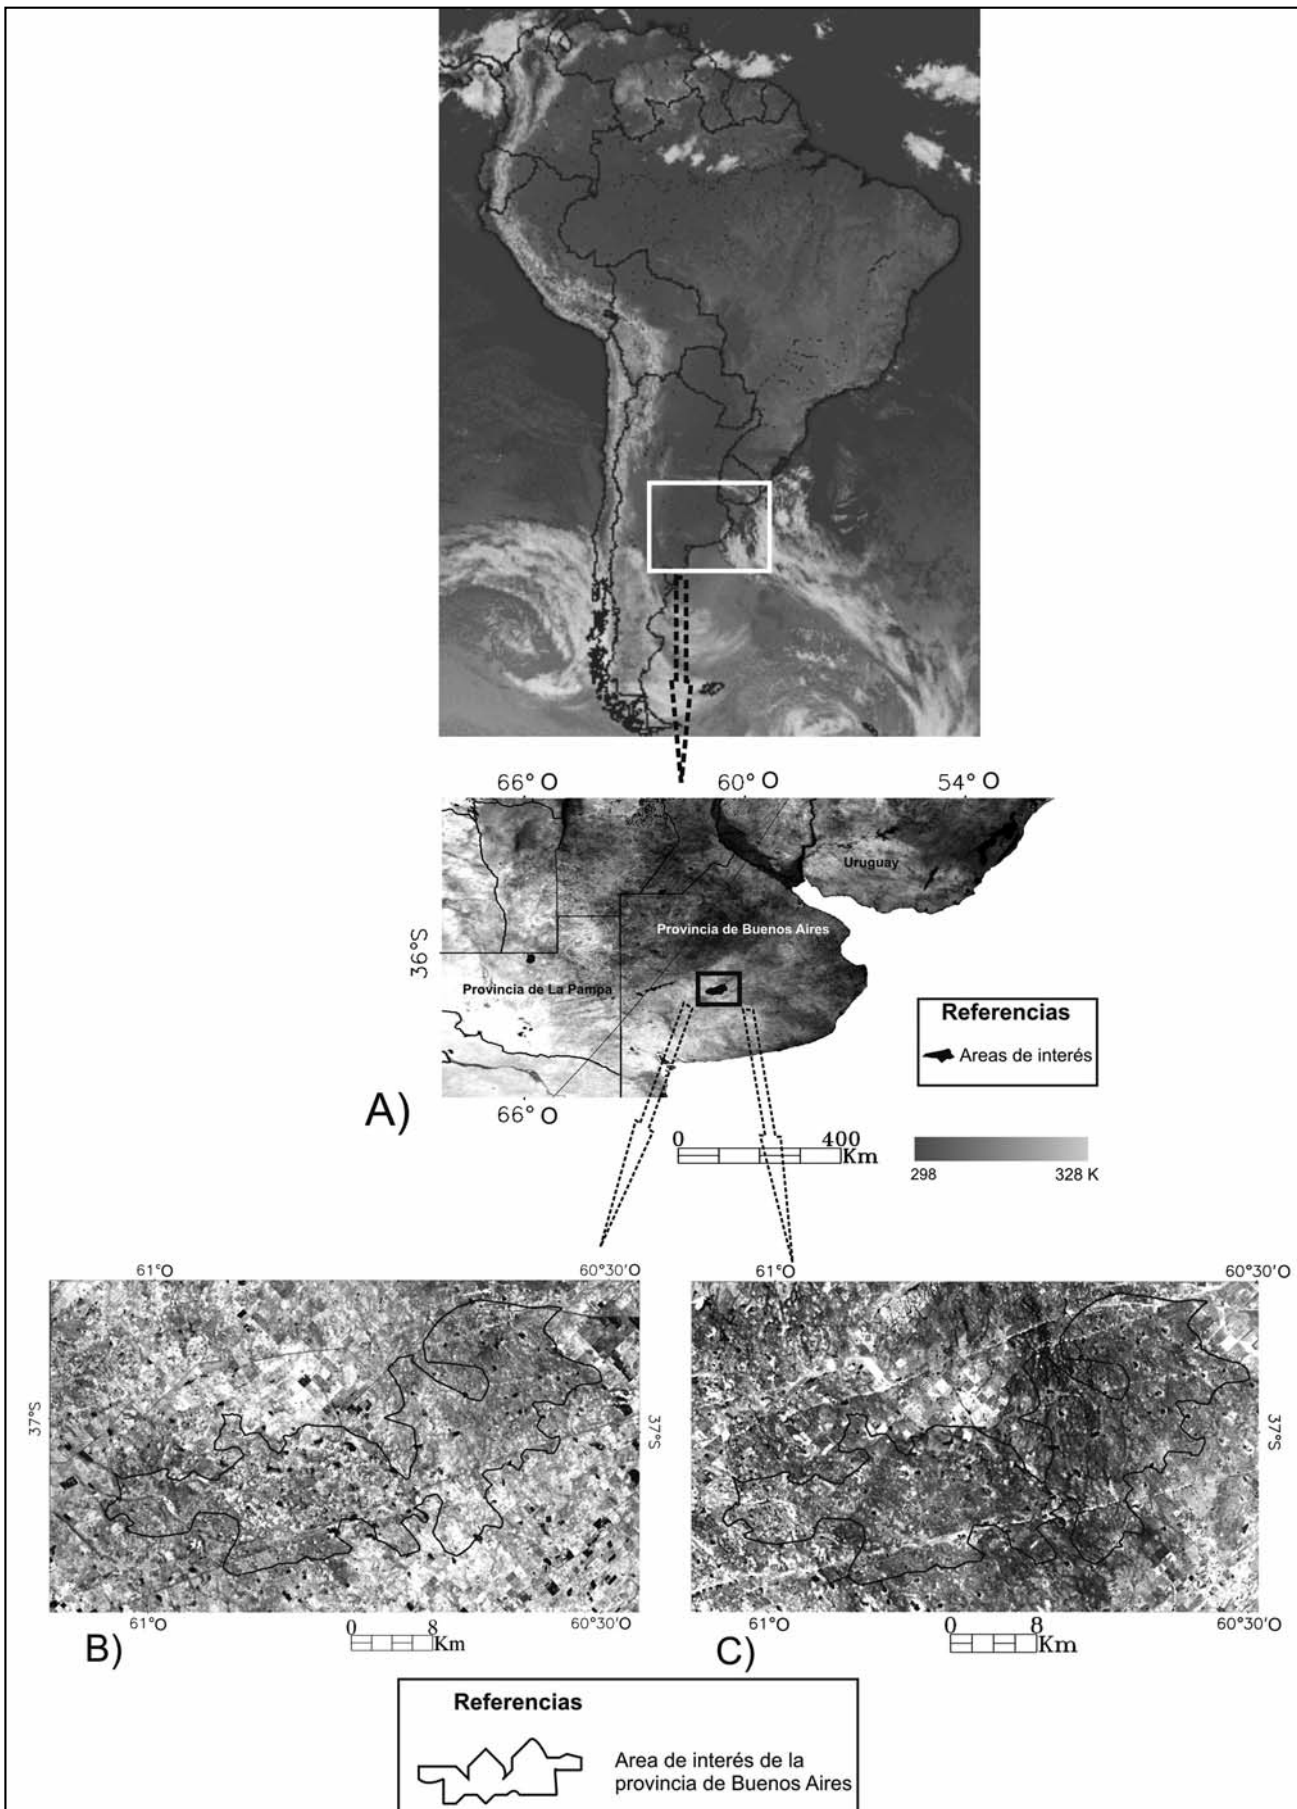 66° O
60° O
54° O
Uruguay
36°S
Provincia de Buenos Aires
Provincia de La Pampa
Referencias
Areas de interés
A)
66° O
0 400
Km
298 328 K
61°O
60°30'O
61°O
60°30'O
37°S
37°S
37°S
61°O
0 8
Km
60°30'O
61°O
0 8
Km
60°30'O
B)
C)
Referencias
Area de interés de la
provincia de Buenos Aires